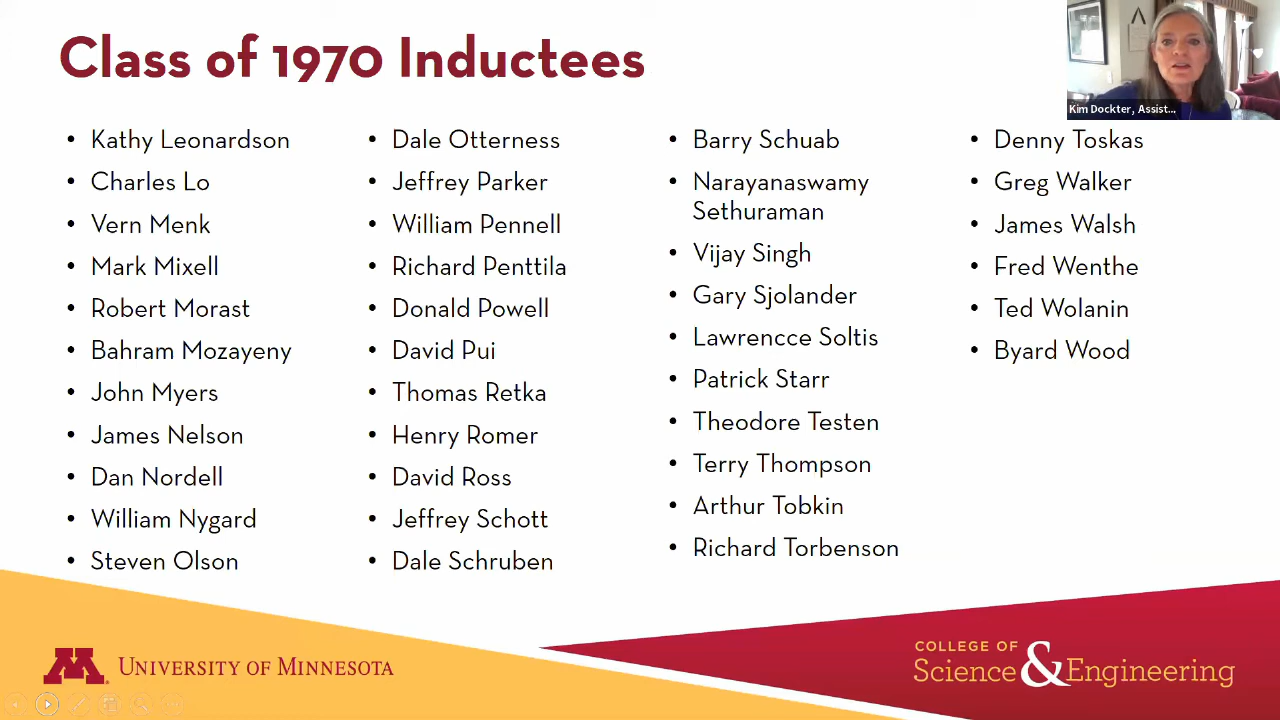 Class of 1970 Inductees
Kim Dockter, Assist...
• Kathy Leonardson
• Charles Lo
• Vern Menk
• Mark Mixell
• Robert Morast
• Bahram Mozayeny
• John Myers
• James Nelson
• Dan Nordell
• William Nygard
• Steven Olson
• Dale Otterness
• Jeffrey Parker
• William Pennell
• Richard Penttila
• Donald Powell
• David Pui
• Thomas Retka
• Henry Romer
• David Ross
• Jeffrey Schott
• Dale Schruben
• Barry Schuab
• Narayanaswamy
Sethuraman
• Vijay Singh
• Gary Sjolander
• Lawrencce Soltis
• Patrick Starr
• Theodore Testen
• Terry Thompson
• Arthur Tobkin
• Richard Torbenson
• Denny Toskas
• Greg Walker
• James Walsh
• Fred Wenthe
• Ted Wolanin
• Byard Wood
M UNIVERSITY OF MINNESOTA
COLLEGE OF
Science & Engineering